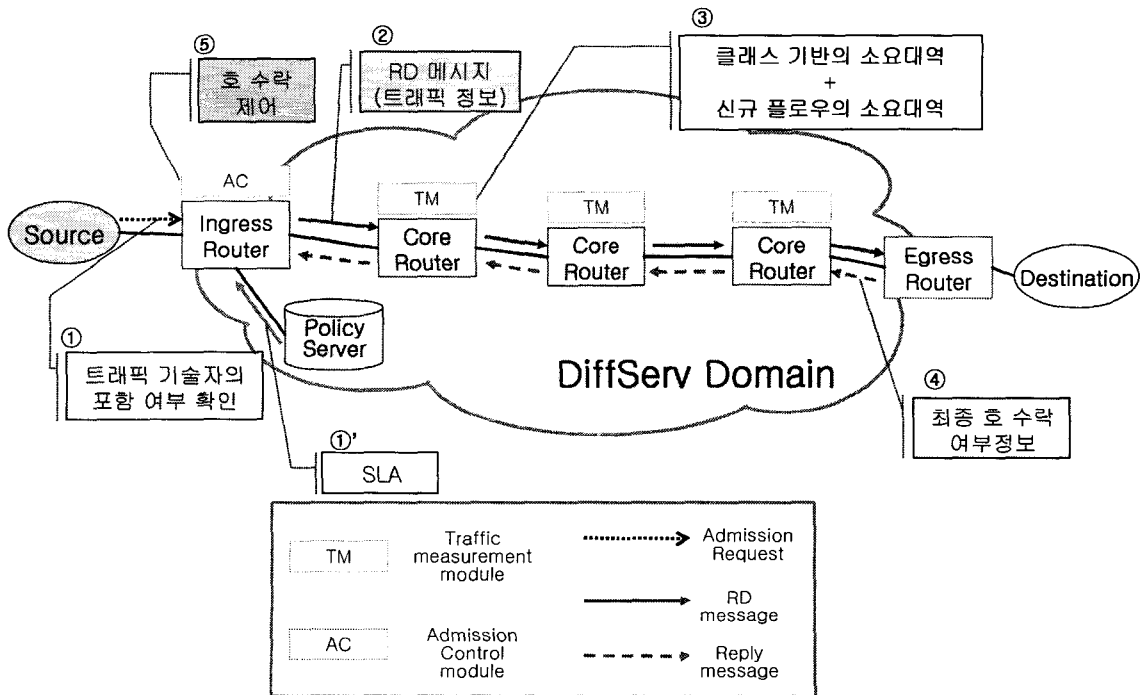 ⑤
호 수락
제어
②
RD 메시지
(트래픽 정보)
③
클래스 기반의 소요대역
+
신규 플로우의 소요대역
AC
Ingress
Router
TM
Core
Router
TM
Core
Router
TM
Core
Router
Egress
Router
Source
Destination
Policy
Server
DiffServ Domain
①
트래픽 기술자의
포함 여부 확인
①'
SLA
④
최종 호 수락
여부정보
TM
Traffic
measurement
module
AC
Admission
Control
module
Admission
Request
RD
message
Reply
message